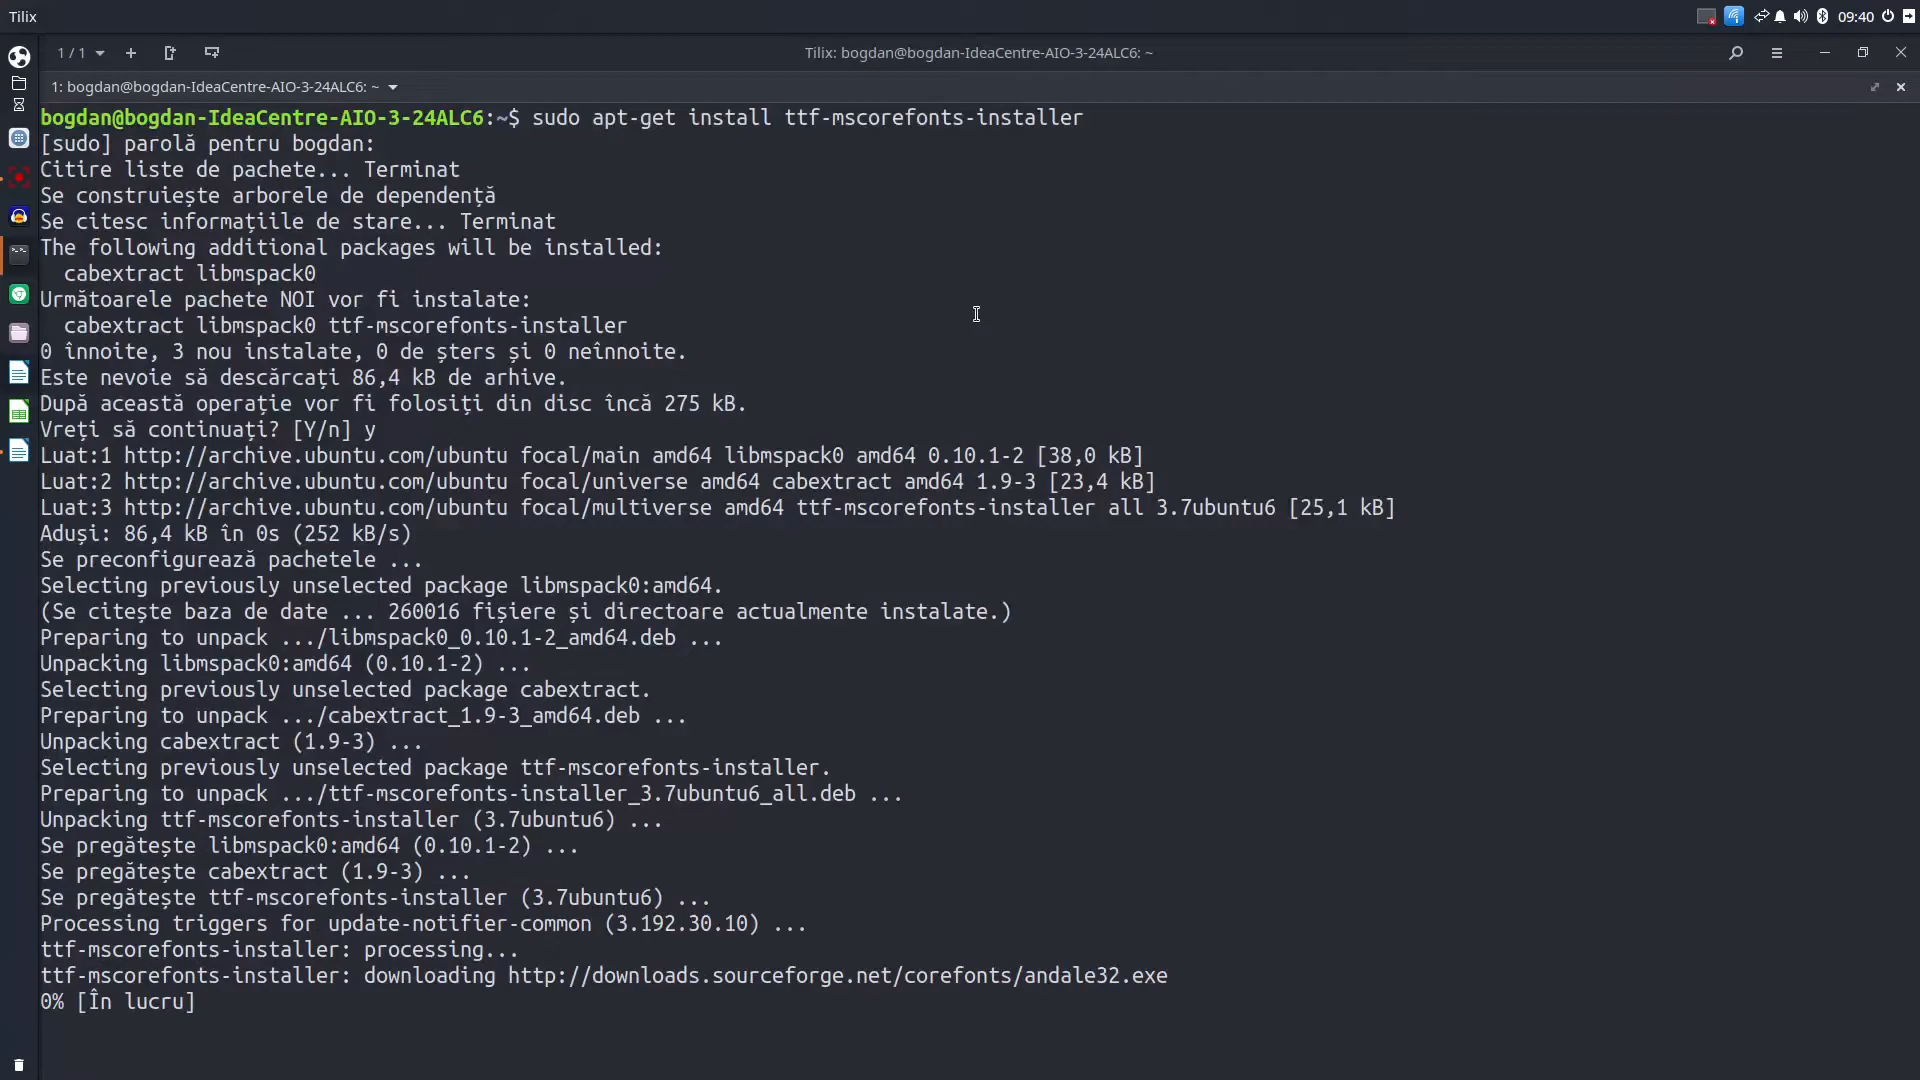 Tilix
09:40
1 / 1
Tilix: bogdan@bogdan-IdeaCentre-AIO-3-24ALC6: ~
1: bogdan@bogdan-IdeaCentre-AIO-3-24ALC6: ~
bogdan@bogdan-IdeaCentre-AIO-3-24ALC6:~$ sudo apt-get install ttf-mscorefonts-installer
[sudo] parolă pentru bogdan:
Citire liste de pachete... Terminat
Se construiește arborele de dependență
Se citesc informațiile de stare... Terminat
The following additional packages will be installed:
cabextract libmspack0
Următoarele pachete NOI vor fi instalate:
cabextract libmspack0 ttf-mscorefonts-installer
0 înnoite, 3 nou instalate, 0 de șters și 0 neînnoite.
Este nevoie să descărcați 86,4 kB de arhive.
După această operație vor fi folosiți din disc încă 275 kB.
Vreți să continuați? [Y/n] y
Luat:1 http://archive.ubuntu.com/ubuntu focal/main amd64 libmspack0 amd64 0.10.1-2 [38,0 kB]
Luat:2 http://archive.ubuntu.com/ubuntu focal/universe amd64 cabextract amd64 1.9-3 [23,4 kB]
Luat:3 http://archive.ubuntu.com/ubuntu focal/multiverse amd64 ttf-mscorefonts-installer all 3.7ubuntu6 [25,1 kB]
Aduși: 86,4 kB în 0s (252 kB/s)
Se preconfigurează pachetele ...
Selecting previously unselected package libmspack0:amd64.
(Se citește baza de date ... 260016 fișiere și directoare actualmente instalate.)
Preparing to unpack .../libmspack0_0.10.1-2_amd64.deb ...
Unpacking libmspack0:amd64 (0.10.1-2) ...
Selecting previously unselected package cabextract.
Preparing to unpack .../cabextract_1.9-3_amd64.deb ...
Unpacking cabextract (1.9-3) ...
Selecting previously unselected package ttf-mscorefonts-installer.
Preparing to unpack .../ttf-mscorefonts-installer_3.7ubuntu6_all.deb ...
Unpacking ttf-mscorefonts-installer (3.7ubuntu6) ...
Se pregătește libmspack0:amd64 (0.10.1-2) ...
Se pregătește cabextract (1.9-3) ...
Se pregătește ttf-mscorefonts-installer (3.7ubuntu6) ...
Processing triggers for update-notifier-common (3.192.30.10) ...
ttf-mscorefonts-installer: processing...
ttf-mscorefonts-installer: downloading http://downloads.sourceforge.net/corefonts/andale32.exe
0% [În lucru]